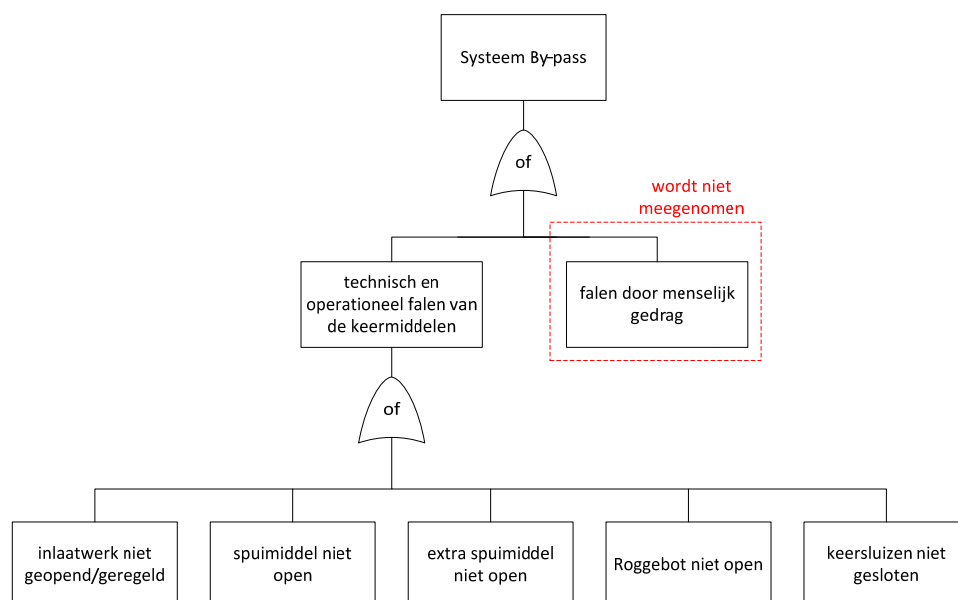 Systeem By-pass
of
wordt niet
meegenomen
technisch en
operationeel falen van
de keermiddelen
falen door menselijk
gedrag
of
inlaatwerk niet
geopend/geregeld
spuimiddel niet
open
extra spuimiddel
niet open
Roggebot niet open
keersluizen niet
gesloten